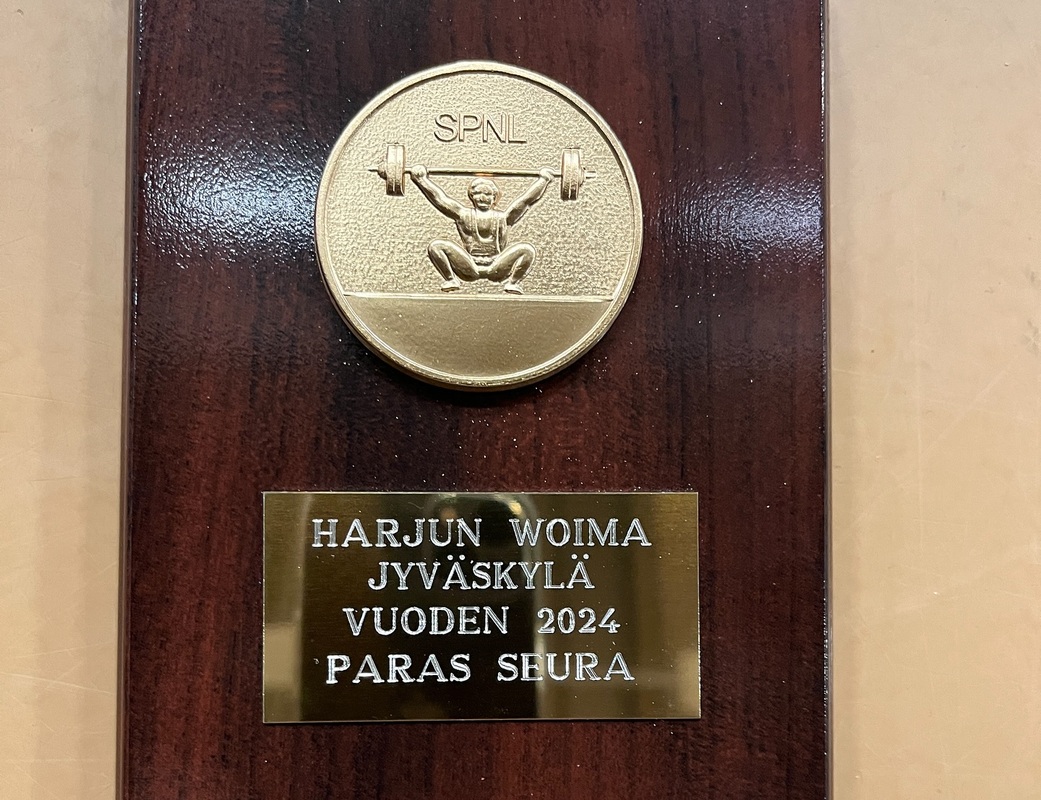 SPNL
HARJUN WOIMA
JYVÄSKYLÄ
VUODEN 2024
PARAS SEURA